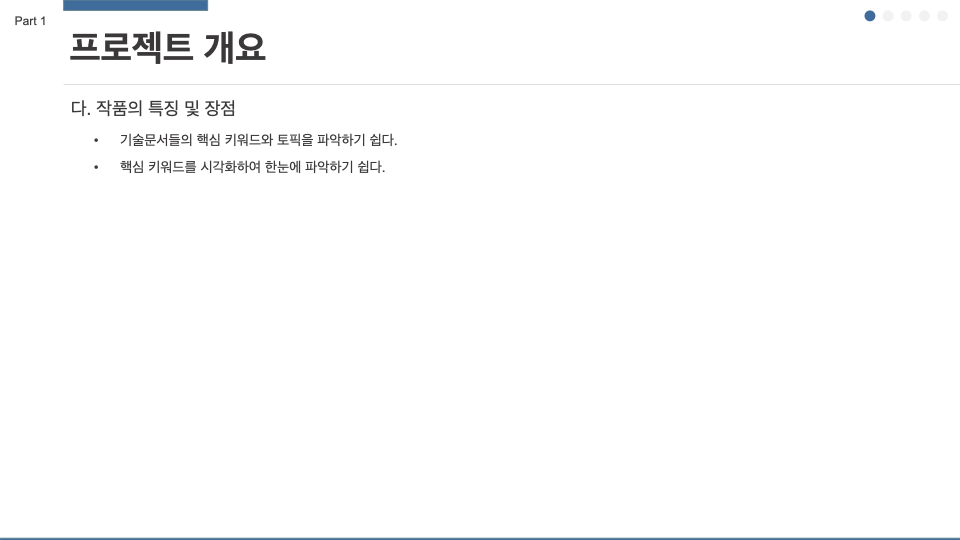 Part 1
프로젝트 개요
다. 작품의 특징 및 장점
• 기술문서들의 핵심 키워드와 토픽을 파악하기 쉽다.
• 핵심 키워드를 시각화하여 한눈에 파악하기 쉽다.